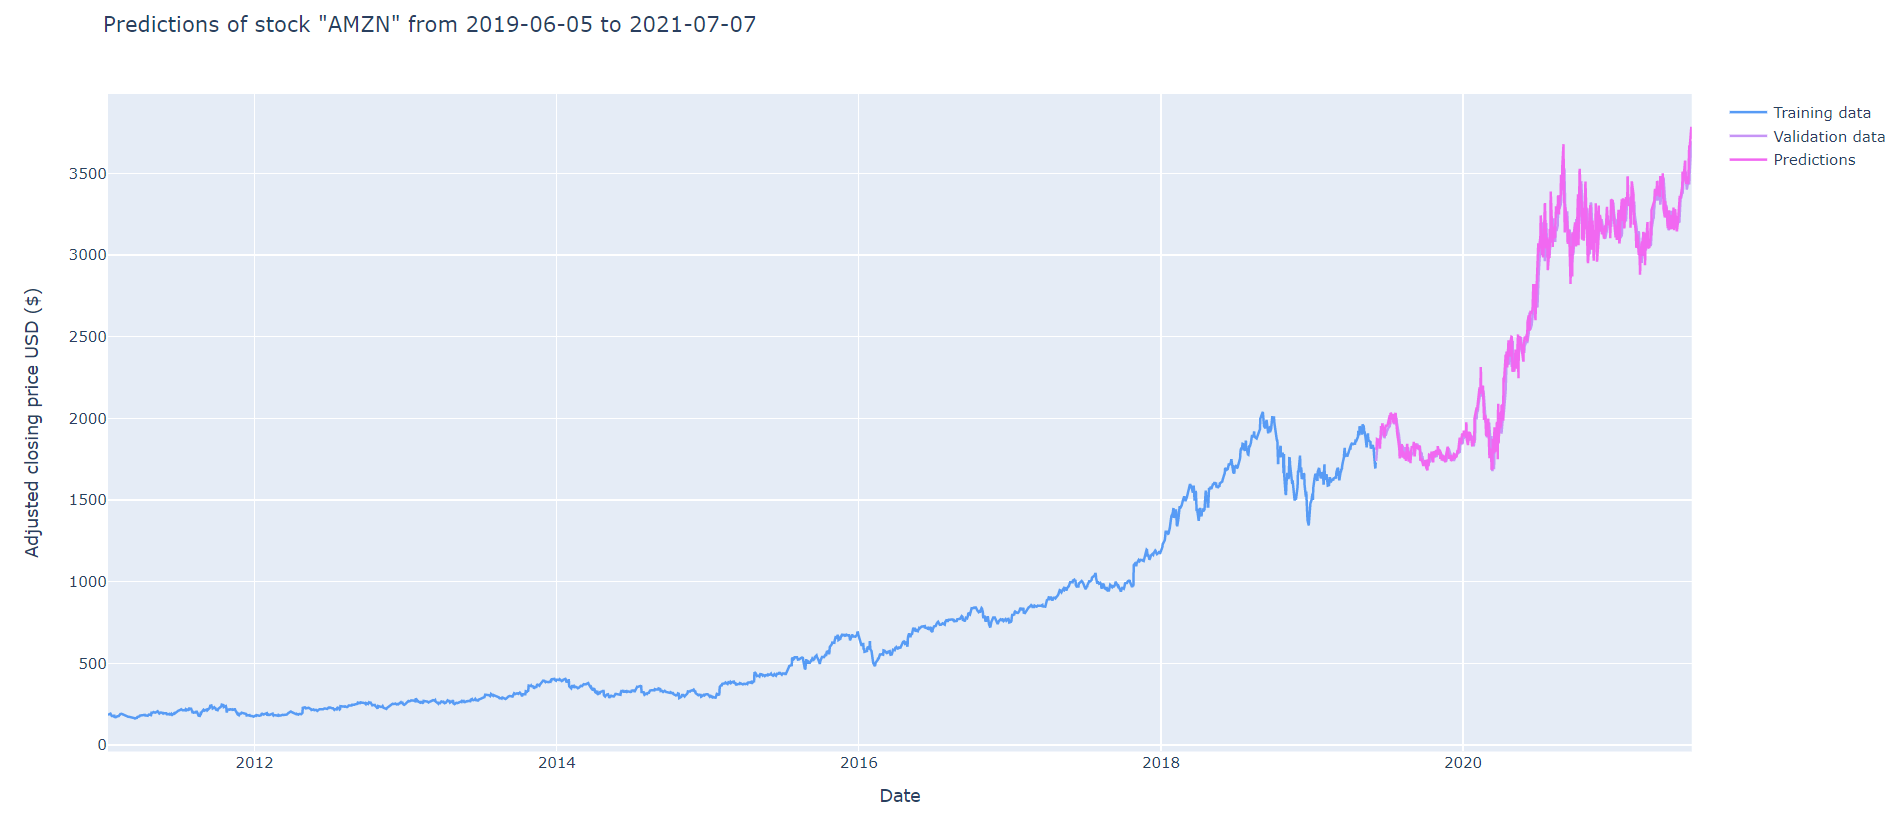 Predictions of stock "AMZN" from 2019-06-05 to 2021-07-07
Training data
Validation data
Predictions
Adjusted closing price USD ($)
3500
3000
2500
2000
1500
1000
500
0
2012 2014 2016 2018 2020
Date